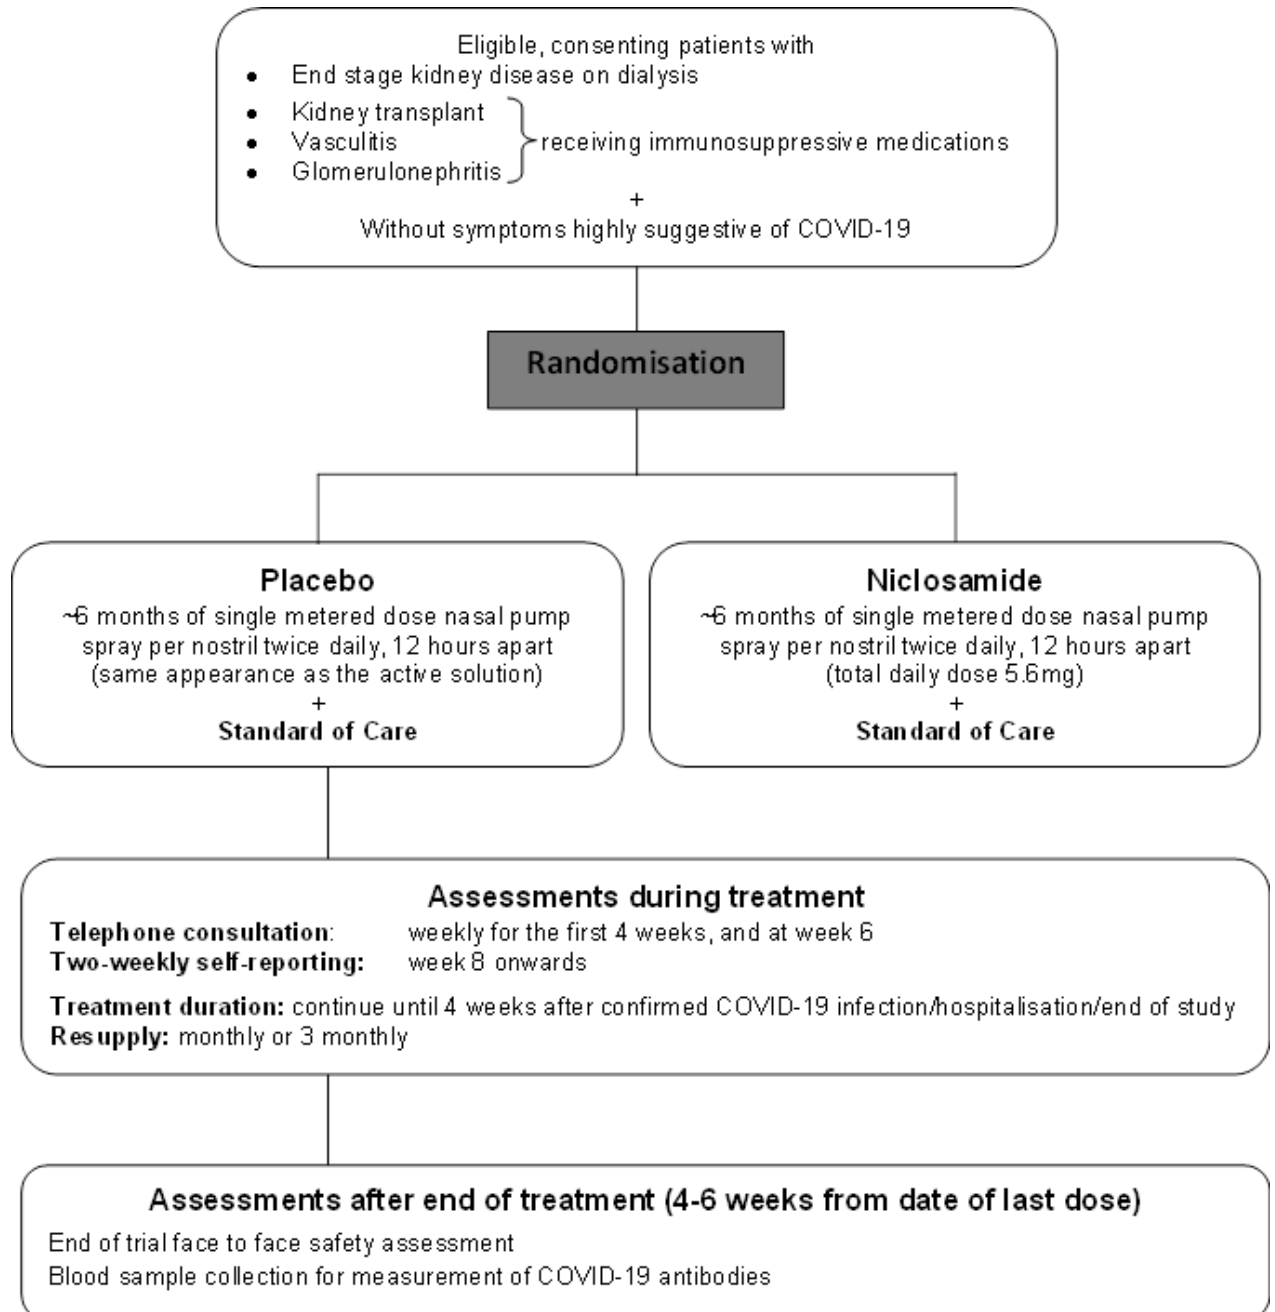 Eligible, consenting patients with
● End stage kidney disease on dialysis
● Kidney transplant
● Vasculitis
● Glomerulonephritis
receiving immunosuppressive medications
+
Without symptoms highly suggestive of COVID-19
Randomisation
Placebo
~6 months of single metered dose nasal pump
spray per nostril twice daily, 12 hours apart
(same appearance as the active solution)
+
Standard of Care
Niclosamide
~6 months of single metered dose nasal pump
spray per nostril twice daily, 12 hours apart
(total daily dose 5.6mg)
+
Standard of Care
Assessments during treatment
Telephone consultation: weekly for the first 4 weeks, and at week 6
Two-weekly self-reporting: week 8 onwards
Treatment duration: continue until 4 weeks after confirmed COVID-19 infection/hospitalisation/end of study
Resupply: monthly or 3 monthly
Assessments after end of treatment (4-6 weeks from date of last dose)
End of trial face to face safety assessment
Blood sample collection for measurement of COVID-19 antibodies